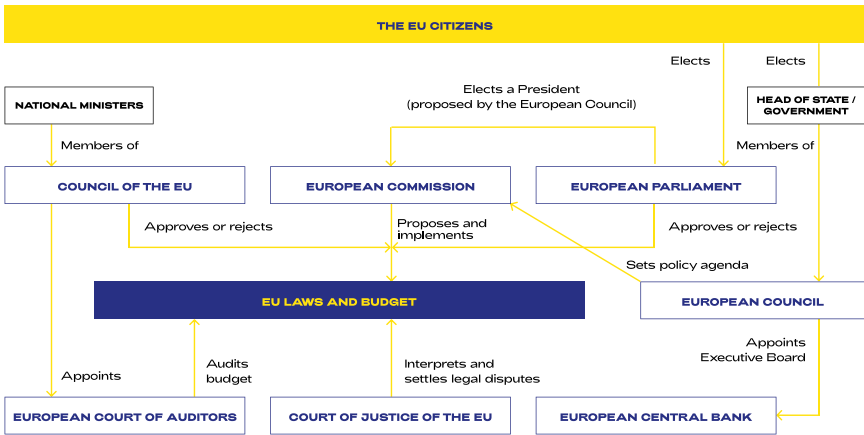 THE EU CITIZENS
Elects
Elects
NATIONAL MINISTERS
Elects a President
(proposed by the European Council)
HEAD OF STATE /
GOVERNMENT
Members of
Members of
COUNCIL OF THE EU
EUROPEAN COMMISSION
EUROPEAN PARLIAMENT
Approves or rejects
Proposes and
implements
Approves or rejects
Sets policy agenda
EU LAWS AND BUDGET
EUROPEAN COUNCIL
Appoints
Audits
budget
Interprets and
settles legal disputes
Appoints
Executive Board
EUROPEAN COURT OF AUDITORS
COURT OF JUSTICE OF THE EU
EUROPEAN CENTRAL BANK